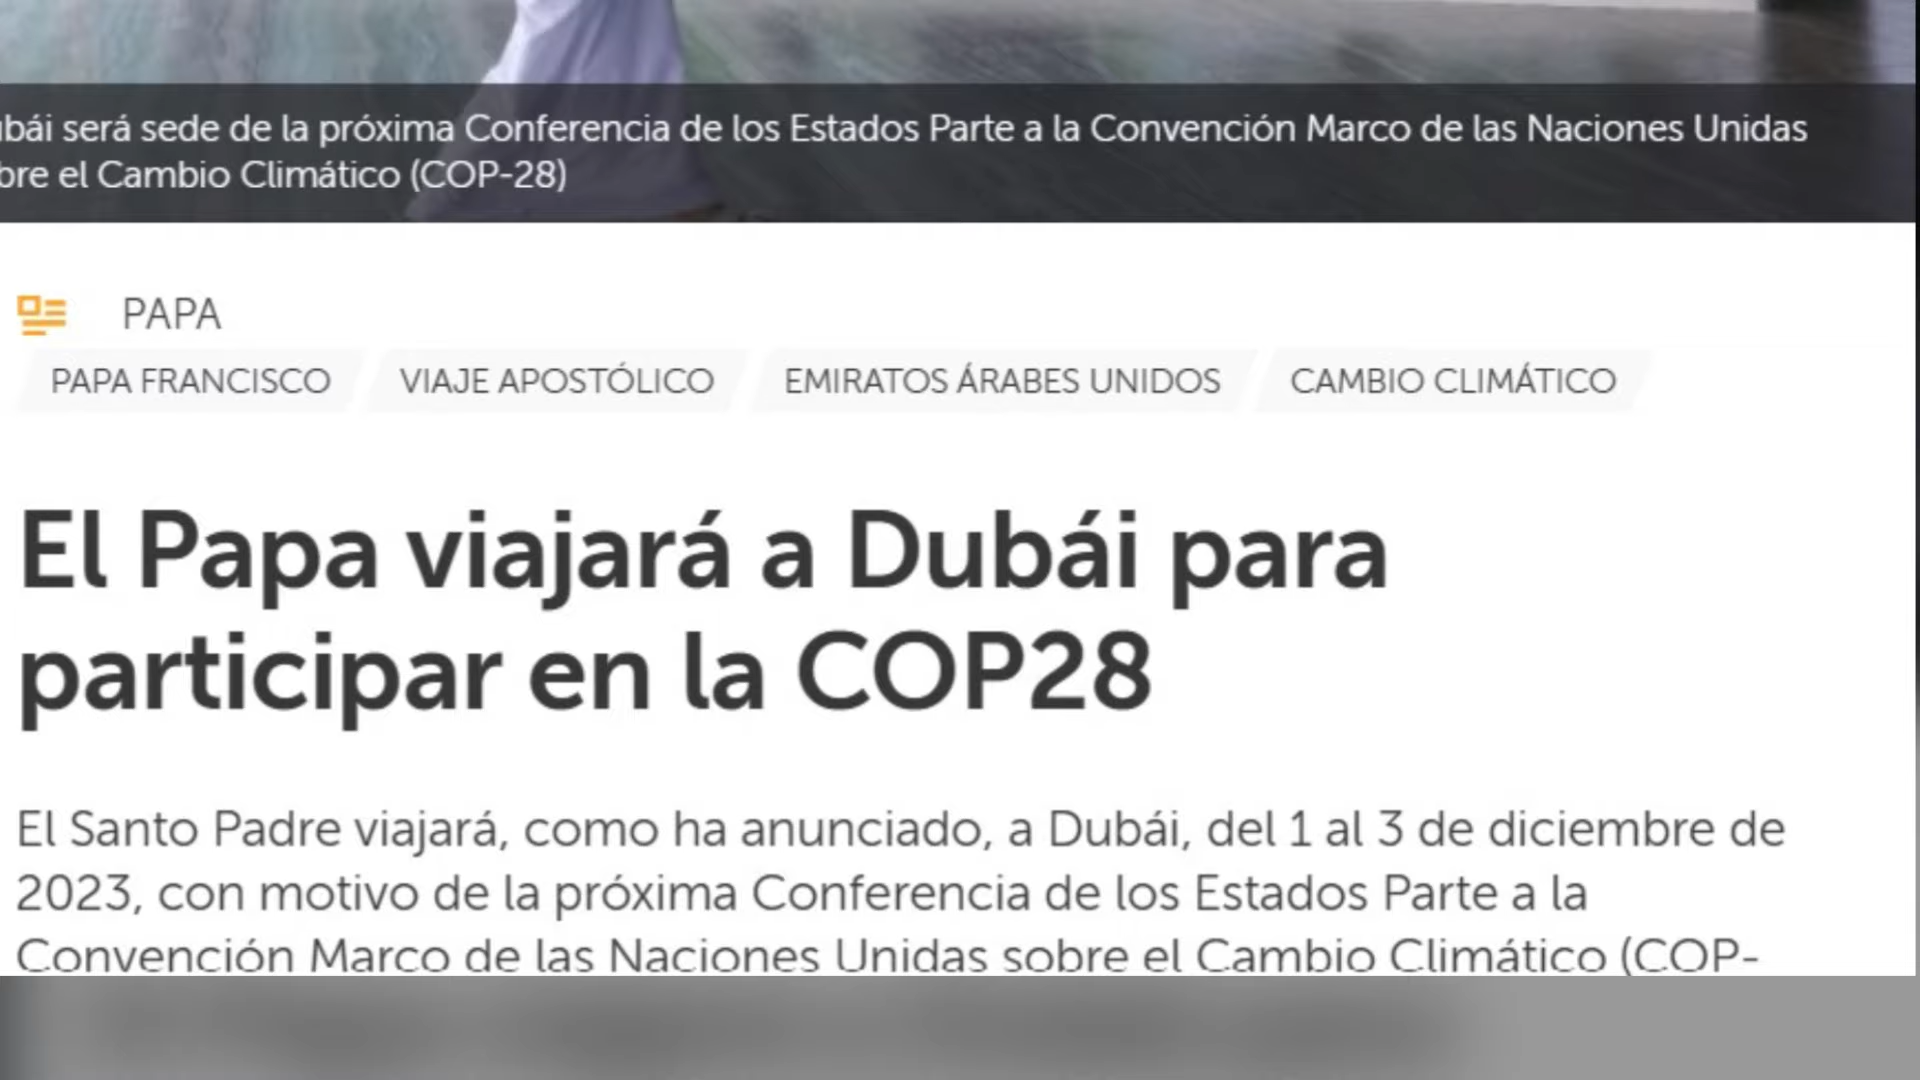 será sede de la próxima Conferencia de los Estados Parte a la Convención Marco de las Naciones Unidas
el Cambio Climático (COP-28)
PAPA
PAPA FRANCISCO VIAJE APOSTÓLICO EMIRATOS ÁRABES UNIDOS CAMBIO CLIMÁTICO
El Papa viajará a Dubái para
participar en la COP28
El Santo Padre viajará, como ha anunciado, a Dubái, del 1 al 3 de diciembre de
2023, con motivo de la próxima Conferencia de los Estados Parte a la
Convención Marco de las Naciones Unidas sobre el Cambio Climático (COP-